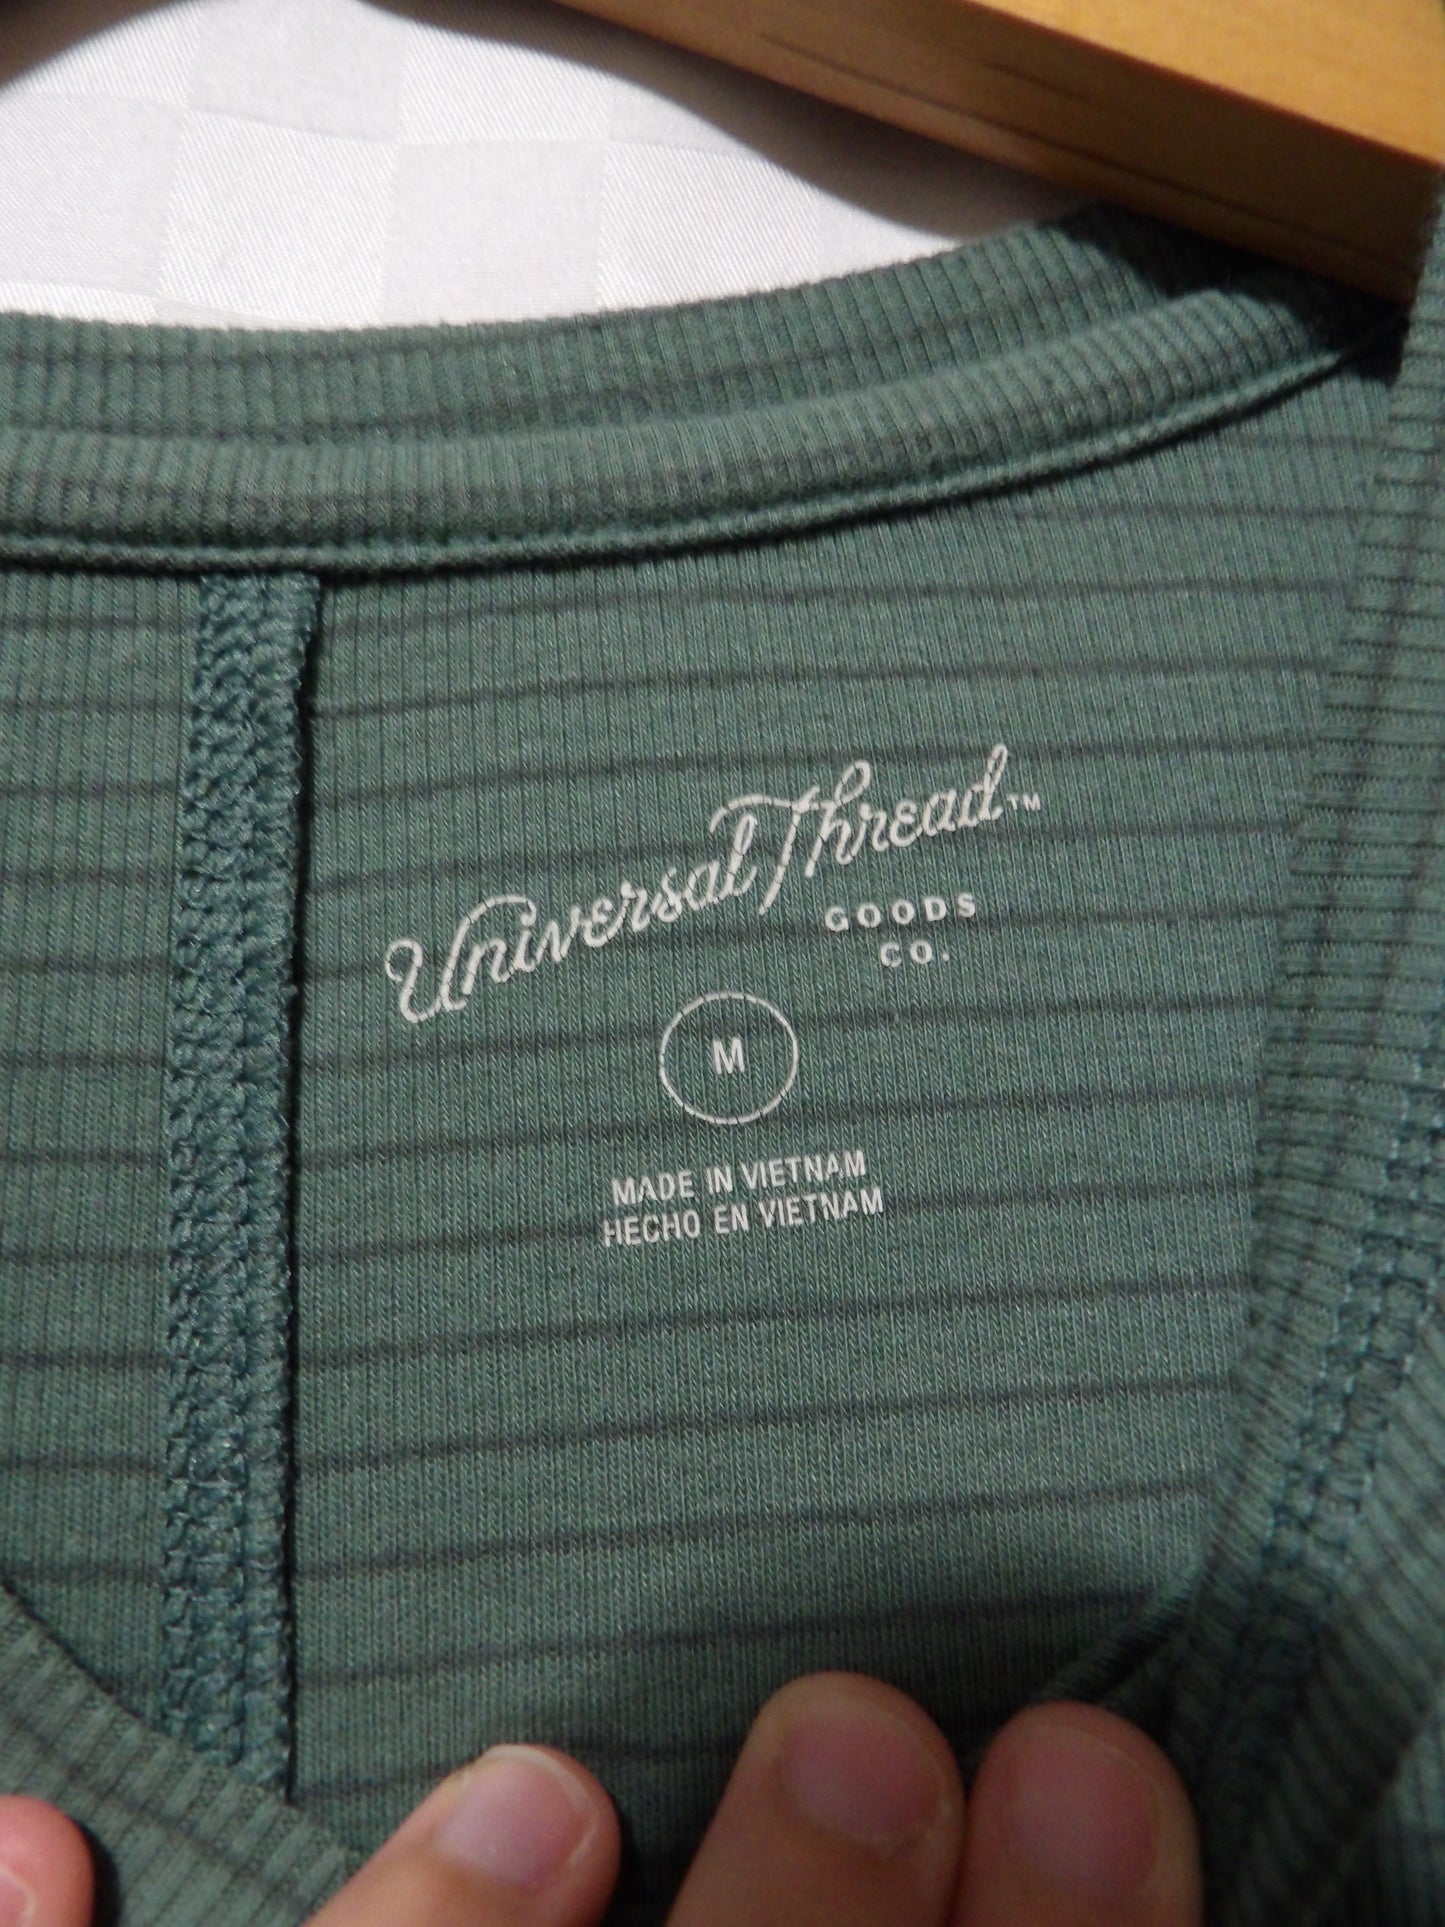 Universal Thread™
GOODS
CO.
M
MADE IN VIETNAM
HECHO EN VIETNAM